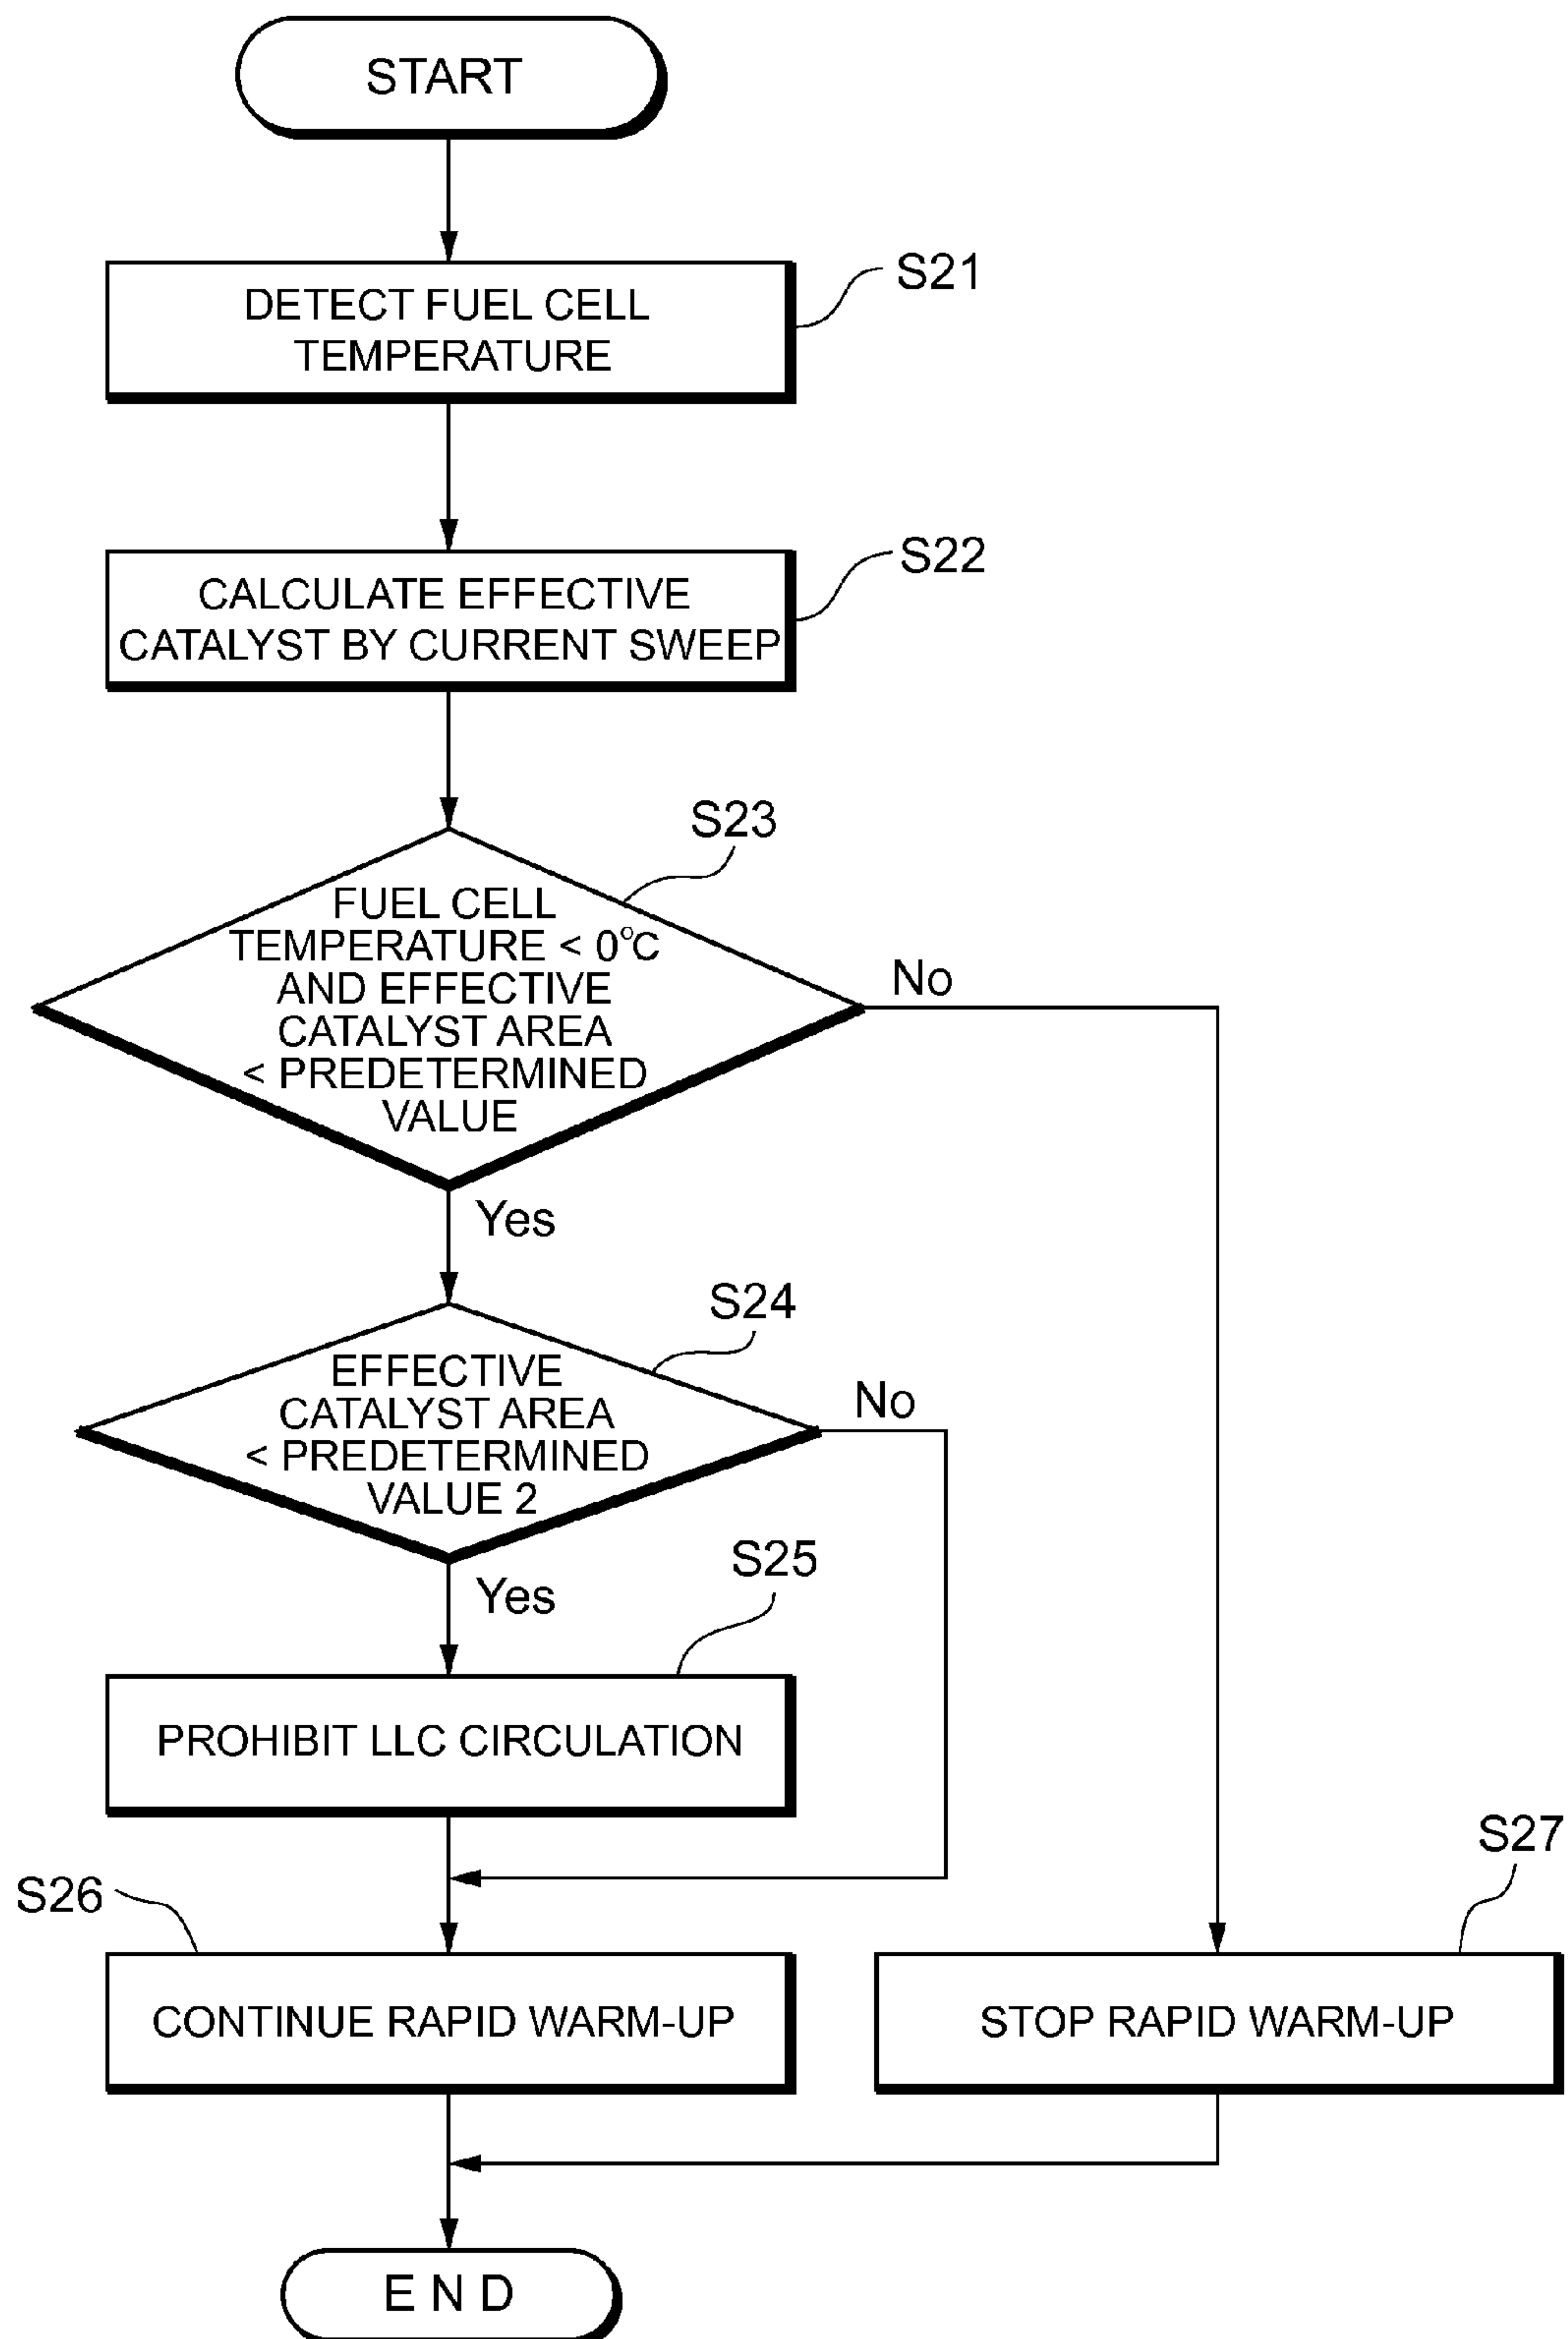 START
DETECT FUEL CELL
TEMPERATURE
S21
CALCULATE EFFECTIVE
CATALYST BY CURRENT SWEEP
S22
S23
FUEL CELL
TEMPERATURE < 0°C
AND EFFECTIVE
CATALYST AREA
< PREDETERMINED
VALUE
No
Yes
S24
EFFECTIVE
CATALYST AREA
< PREDETERMINED
VALUE 2
No
Yes
S25
PROHIBIT LLC CIRCULATION
S26
CONTINUE RAPID WARM-UP
S27
STOP RAPID WARM-UP
END